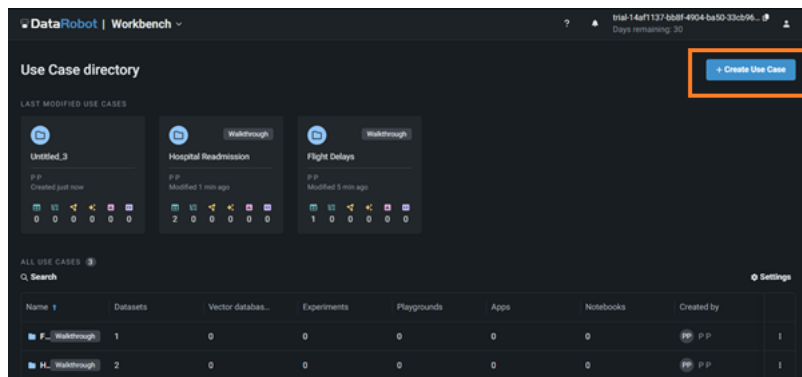 DataRobot | Workbench
? trial-14af1137-bb8f-4904-ba50-33cb96...
Days remaining: 30
Use Case directory
+ Create Use Case
LAST MODIFIED USE CASES
Walkthrough Walkthrough
Untitled_3 Hospital Readmission Flight Delays
P P P P P P
Created just now Modified 1 min ago Modified 5 min ago
0 0 0 0 0 0 2 0 0 0 0 0 1 0 0 0 0 0
ALL USE CASES 3
Search Settings
Name ↑ Datasets Vector databas... Experiments Playgrounds Apps Notebooks Created by
F... Walkthrough 1 0 0 0 0 0 PP P P
H... Walkthrough 2 0 0 0 0 0 PP P P